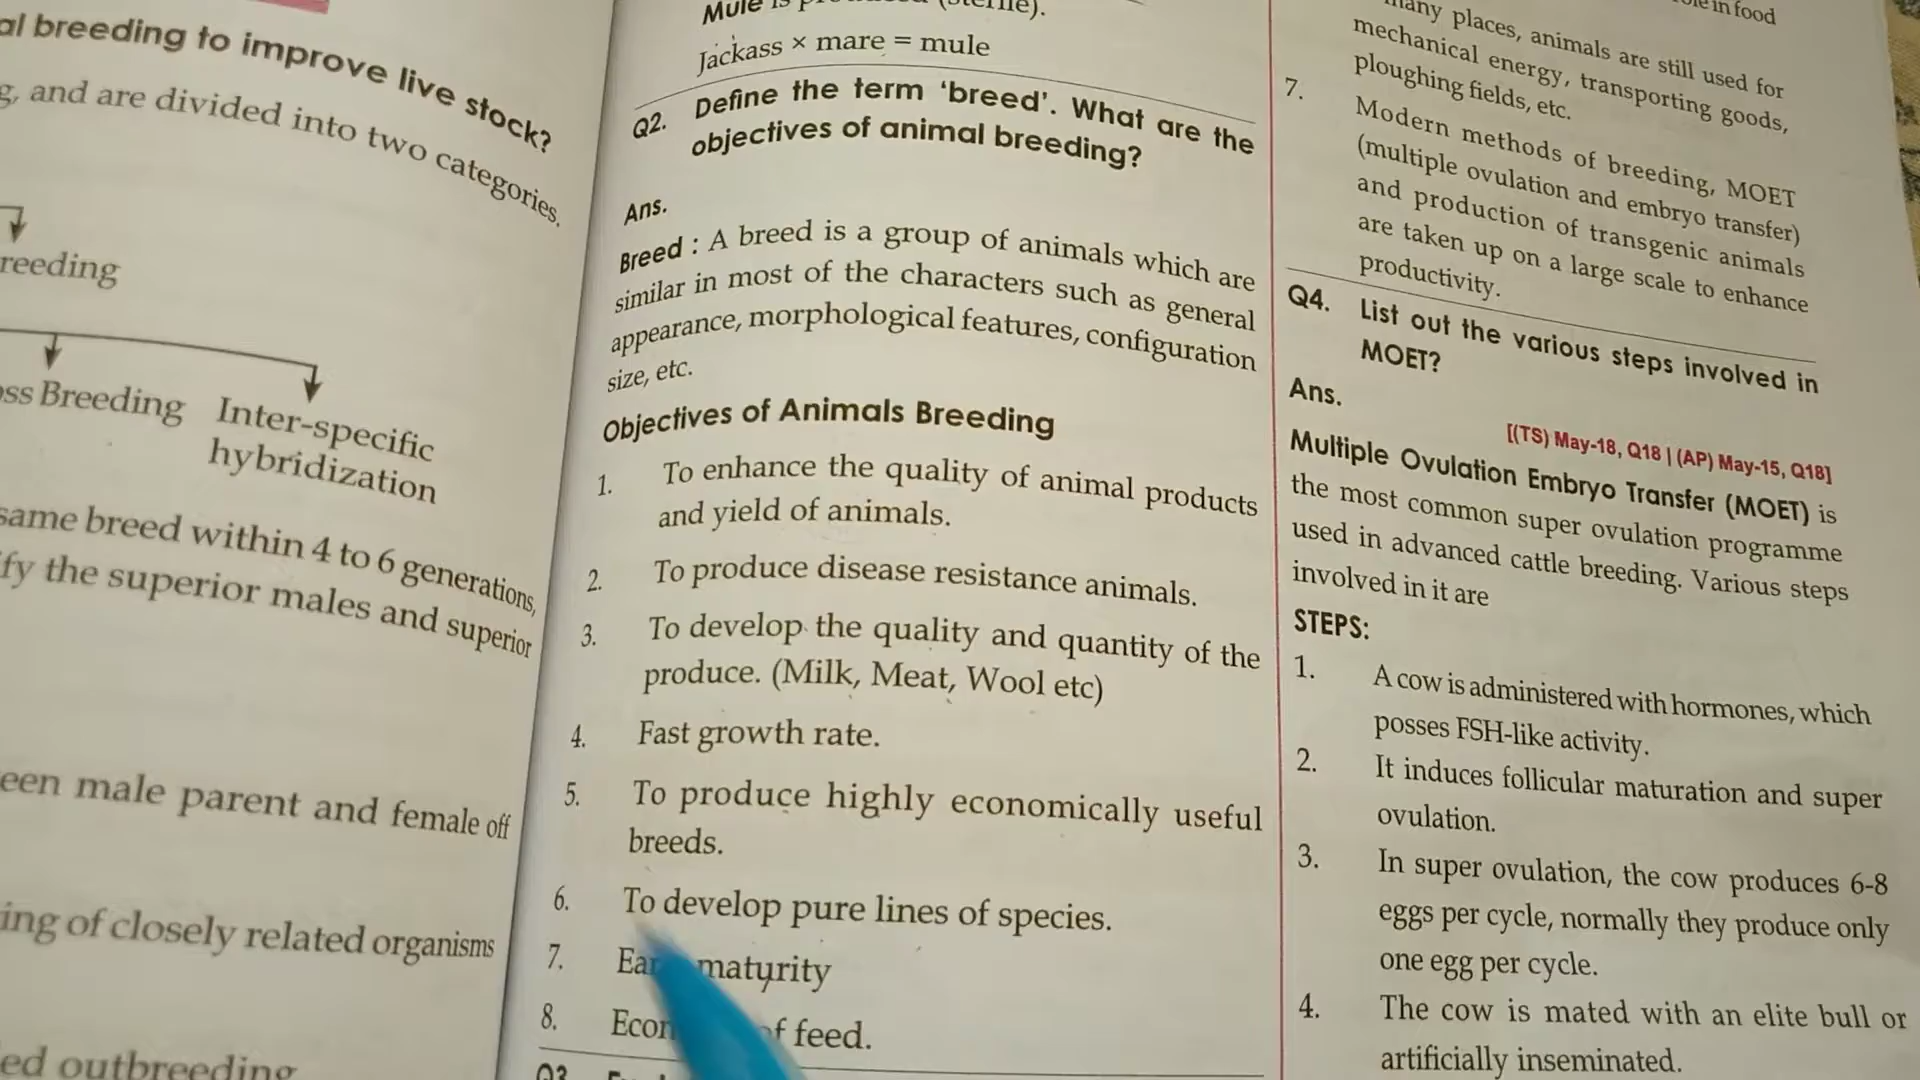 al breeding to improve live stock?
g, and are divided into two categories.
reeding
ss Breeding
Inter-specific
hybridization
same breed within 4 to 6 generations,
fy the superior males and superior
een male parent and female off
ing of closely related organisms
ed outbreeding
Mule is
Jackass × mare = mule
Q2. Define the term 'breed'. What are the
objectives of animal breeding?
Ans.
Breed : A breed is a group of animals which are
similar in most of the characters such as general
appearance, morphological features, configuration
size, etc.
Objectives of Animals Breeding
1. To enhance the quality of animal products
and yield of animals.
2. To produce disease resistance animals.
3. To develop the quality and quantity of the
produce. (Milk, Meat, Wool etc)
4. Fast growth rate.
5. To produce highly economically useful
breeds.
6. To develop pure lines of species.
7. maturity
8. feed.
Q3
in food
many places, animals are still used for
mechanical energy, transporting goods,
ploughing fields, etc.
7. Modern methods of breeding, MOET
(multiple ovulation and embryo transfer)
and production of transgenic animals
are taken up on a large scale to enhance
productivity.
Q4. List out the various steps involved in
MOET?
Ans.
[(TS) May-18, Q18 | (AP) May-15, Q18]
Multiple Ovulation Embryo Transfer (MOET) is
the most common super ovulation programme
used in advanced cattle breeding. Various steps
involved in it are
STEPS:
1. A cow is administered with hormones, which
posses FSH-like activity.
2. It induces follicular maturation and super
ovulation.
3. In super ovulation, the cow produces 6-8
eggs per cycle, normally they produce only
one egg per cycle.
4. The cow is mated with an elite bull or
artificially inseminated.